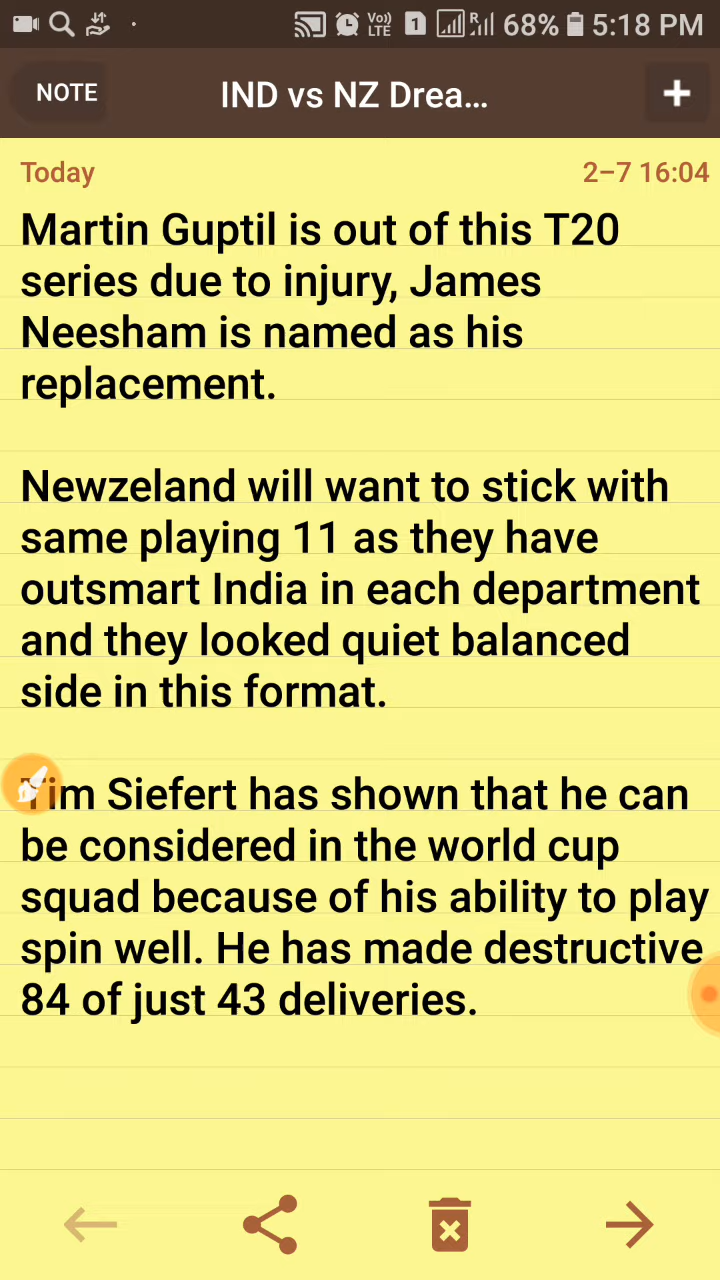 Vo)) LTE 1 R 68% 5:18 PM
NOTE IND vs NZ Drea... +
Today 2-7 16:04
Martin Guptil is out of this T20
series due to injury, James
Neesham is named as his
replacement.
Newzeland will want to stick with
same playing 11 as they have
outsmart India in each department
and they looked quiet balanced
side in this format.
Tim Siefert has shown that he can
be considered in the world cup
squad because of his ability to play
spin well. He has made destructive
84 of just 43 deliveries.